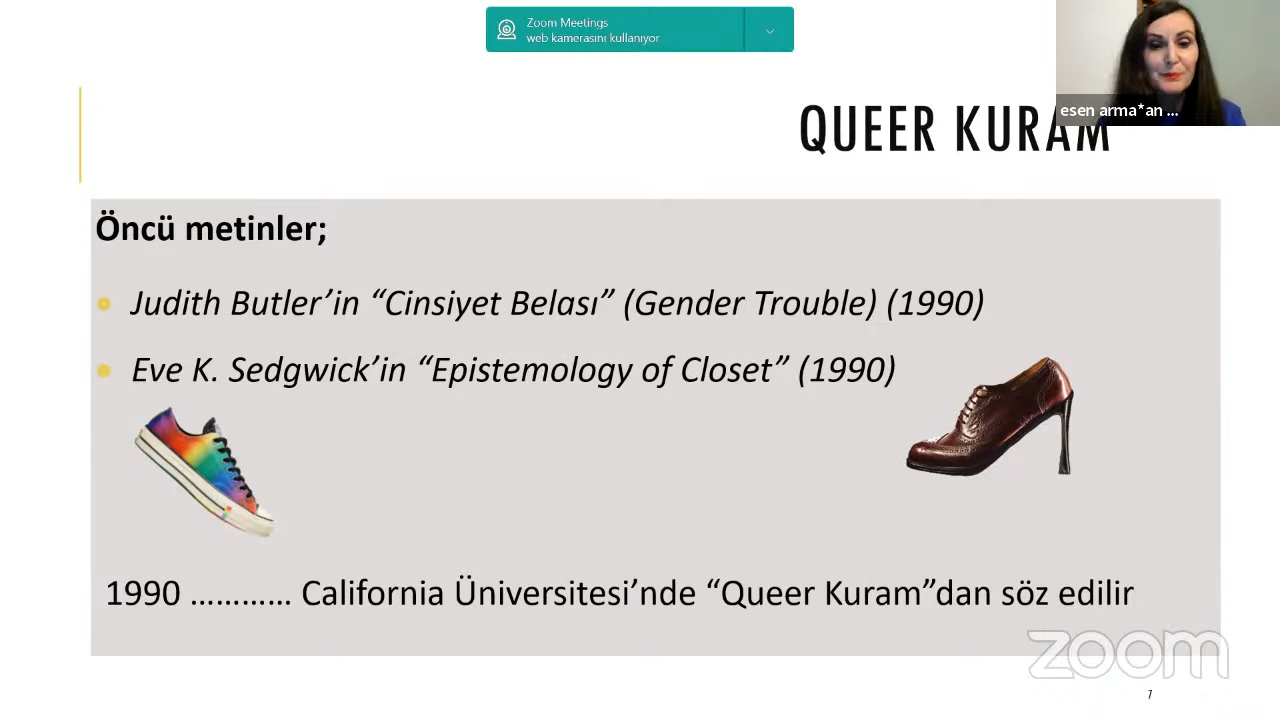 Zoom Meetings
web kamerasını kullanıyor
esen arma*an ...
QUEER KURAM
Öncü metinler;
Judith Butler’in “Cinsiyet Belası” (Gender Trouble) (1990)
Eve K. Sedgwick’in “Epistemology of Closet” (1990)
1990 ………… California Üniversitesi’nde “Queer Kuram”dan söz edilir
zoom
7